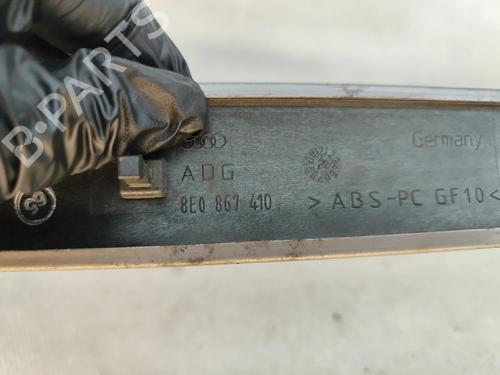 B·PARTS
Germany
ADG
8E0 867 410
> ABS-PC GF10 <